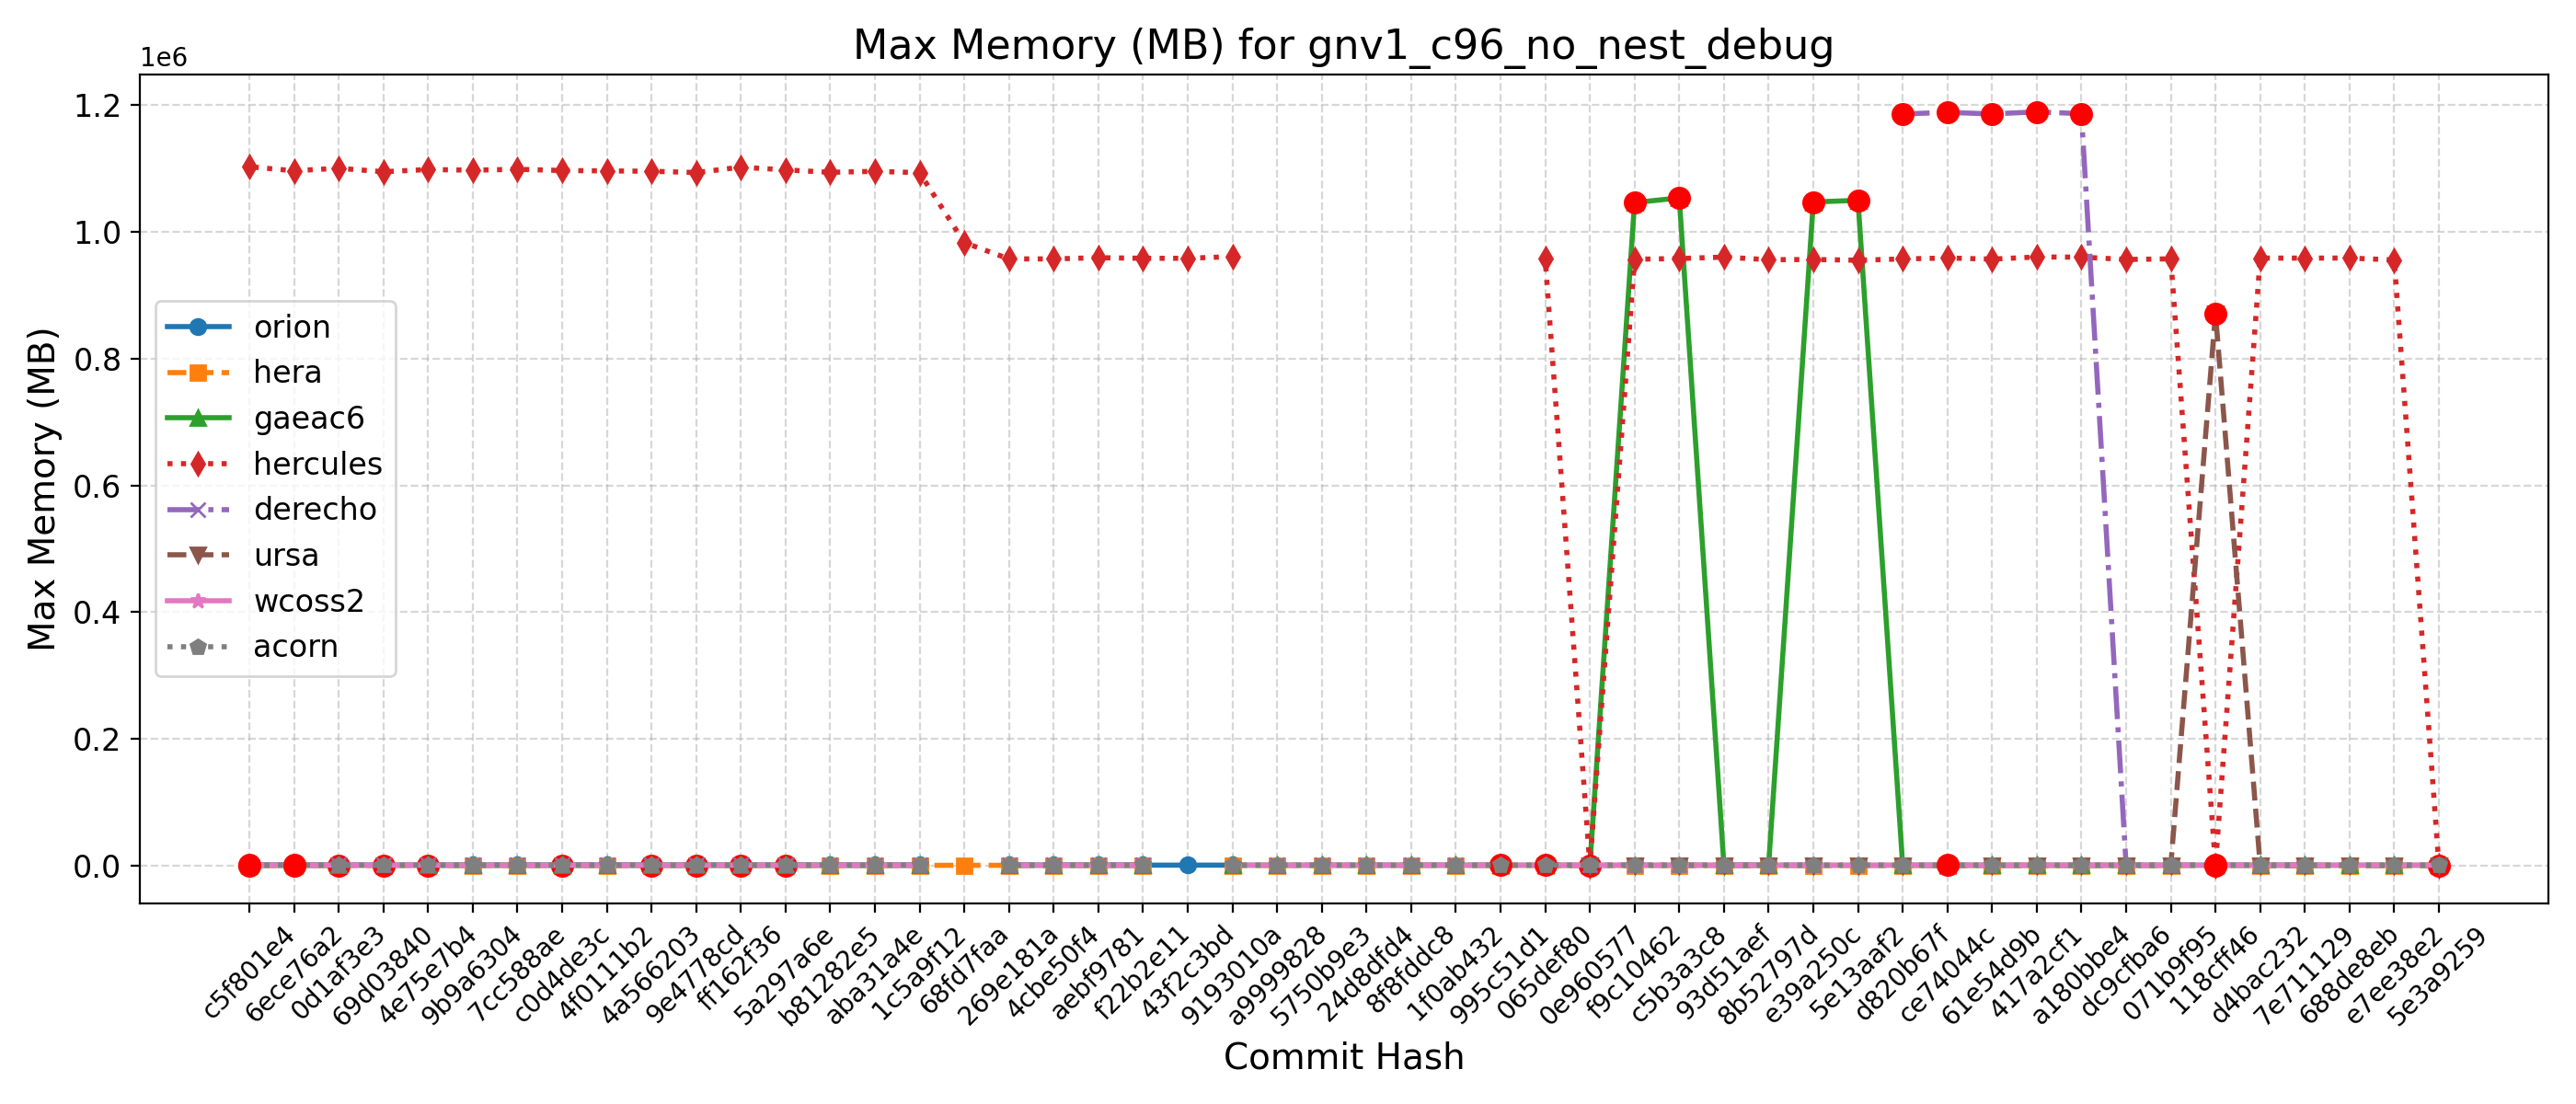 Max Memory (MB) for gnv1_c96_no_nest_debug
1e6
1.2
1.0
0.8
0.6
0.4
0.2
0.0
Max Memory (MB)
orion
hera
gaeac6
hercules
derecho
ursa
wcoss2
acorn
c5f801e4
6ece76a2
0d1af3e3
69d03840
4e75e7b4
9b9a6304
7cc588ae
c0d4de3c
4f0111b2
4a566203
9e4778cd
ff162f36
5a297a6e
b81282e5
aba31a4e
1c5a9f12
68fd7faa
269e181a
4cbe50f4
aebf9781
f22b2e11
43f2c3bd
9193010a
a9999828
5750b9e3
24d8dfd4
8f8fddc8
1f0ab432
995c51d1
065def80
0e960577
f9c10462
c5b3a3c8
93d51aef
8b52797d
e39a250c
5e13aaf2
d820b67f
ce74044c
61e54d9b
417a2cf1
a180bbe4
dc9cfba6
071b9f95
118cff46
d4bac232
7e711129
688de8eb
e7ee38e2
5e3a9259
Commit Hash